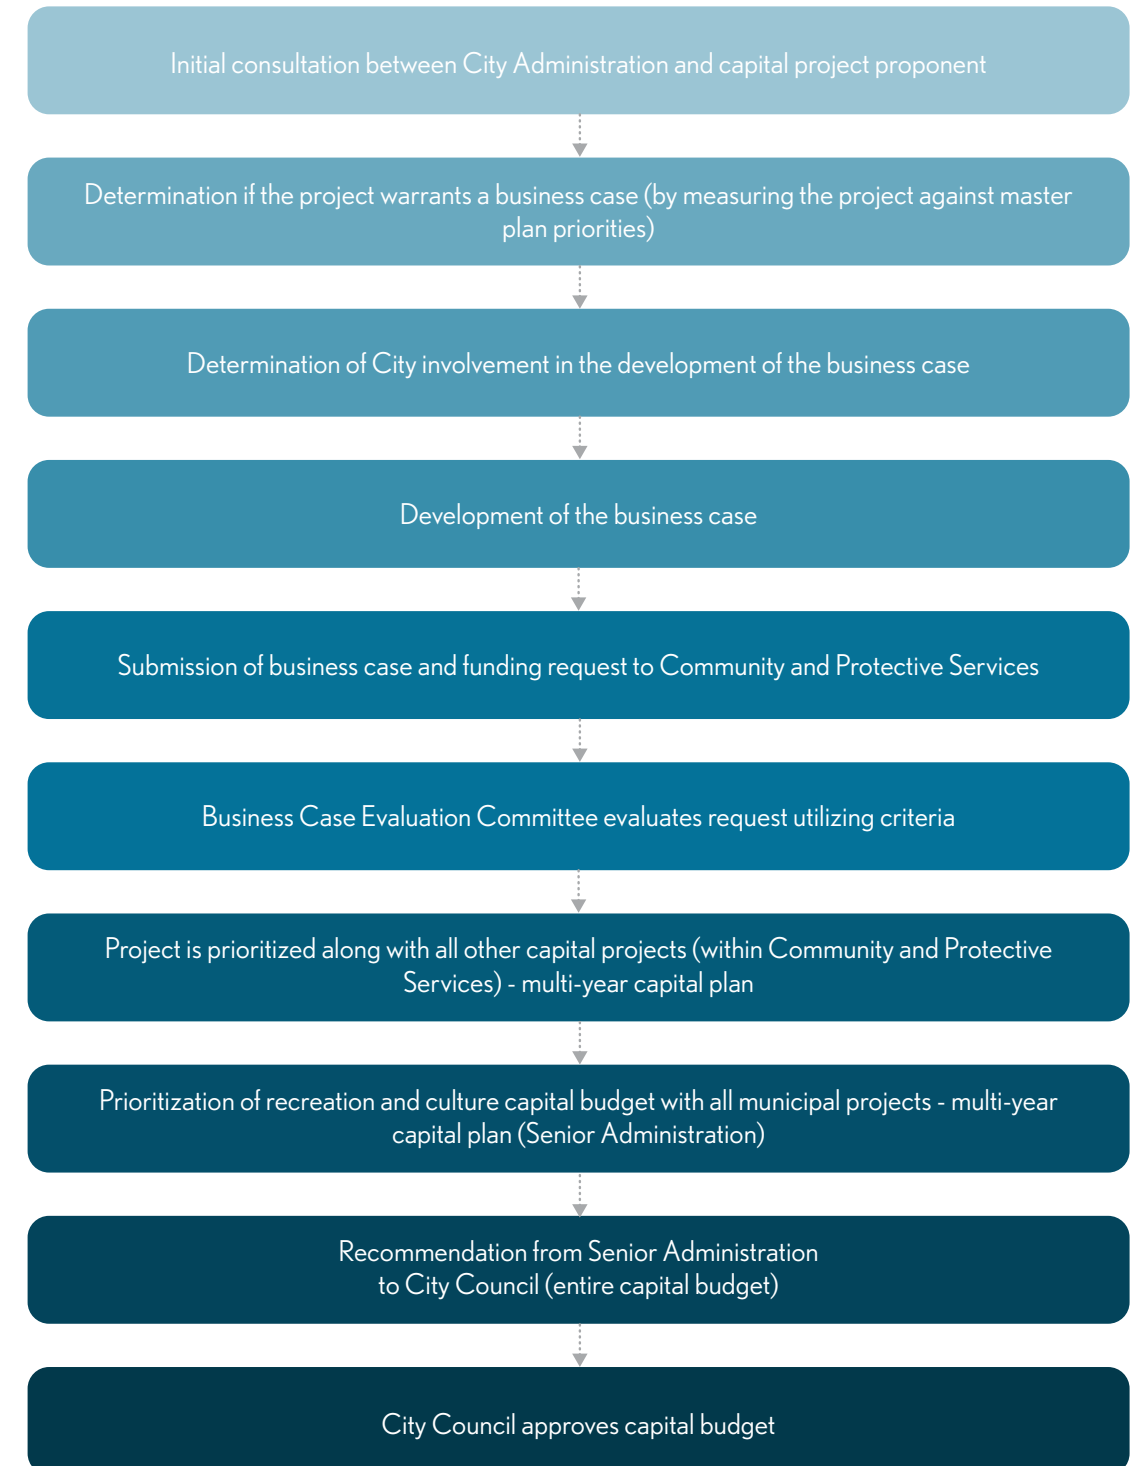 Initial consultation between City Administration and capital project proponent
Determination if the project warrants a business case (by measuring the project against master
plan priorities)
Determination of City involvement in the development of the business case
Development of the business case
Submission of business case and funding request to Community and Protective Services
Business Case Evaluation Committee evaluates request utilizing criteria
Project is prioritized along with all other capital projects (within Community and Protective
Services) - multi-year capital plan
Prioritization of recreation and culture capital budget with all municipal projects - multi-year
capital plan (Senior Administration)
Recommendation from Senior Administration
to City Council (entire capital budget)
City Council approves capital budget